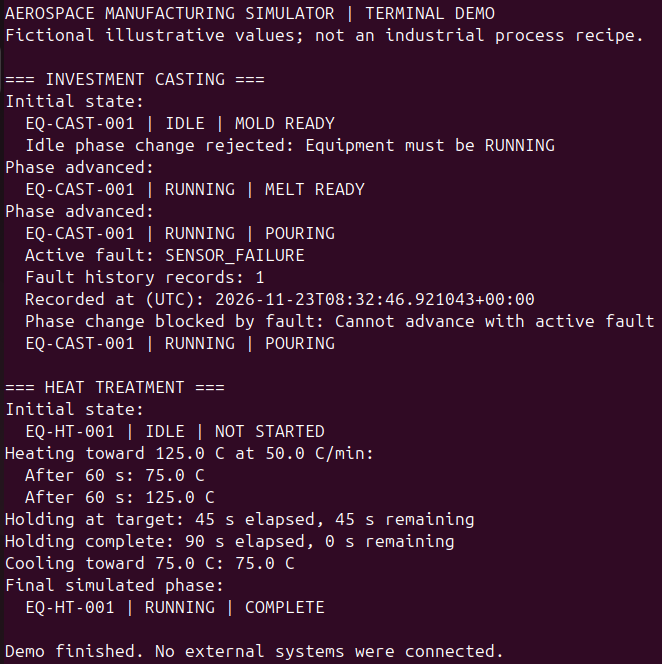 AEROSPACE MANUFACTURING SIMULATOR | TERMINAL DEMO
Fictional illustrative values; not an industrial process recipe.

=== INVESTMENT CASTING ===
Initial state:
  EQ-CAST-001 | IDLE | MOLD READY
  Idle phase change rejected: Equipment must be RUNNING
Phase advanced:
  EQ-CAST-001 | RUNNING | MELT READY
Phase advanced:
  EQ-CAST-001 | RUNNING | POURING
  Active fault: SENSOR_FAILURE
  Fault history records: 1
  Recorded at (UTC): 2026-11-23T08:32:46.921043+00:00
  Phase change blocked by fault: Cannot advance with active fault
  EQ-CAST-001 | RUNNING | POURING

=== HEAT TREATMENT ===
Initial state:
  EQ-HT-001 | IDLE | NOT STARTED
Heating toward 125.0 C at 50.0 C/min:
  After 60 s: 75.0 C
  After 60 s: 125.0 C
Holding at target: 45 s elapsed, 45 s remaining
Holding complete: 90 s elapsed, 0 s remaining
Cooling toward 75.0 C: 75.0 C
Final simulated phase:
  EQ-HT-001 | RUNNING | COMPLETE

Demo finished. No external systems were connected.